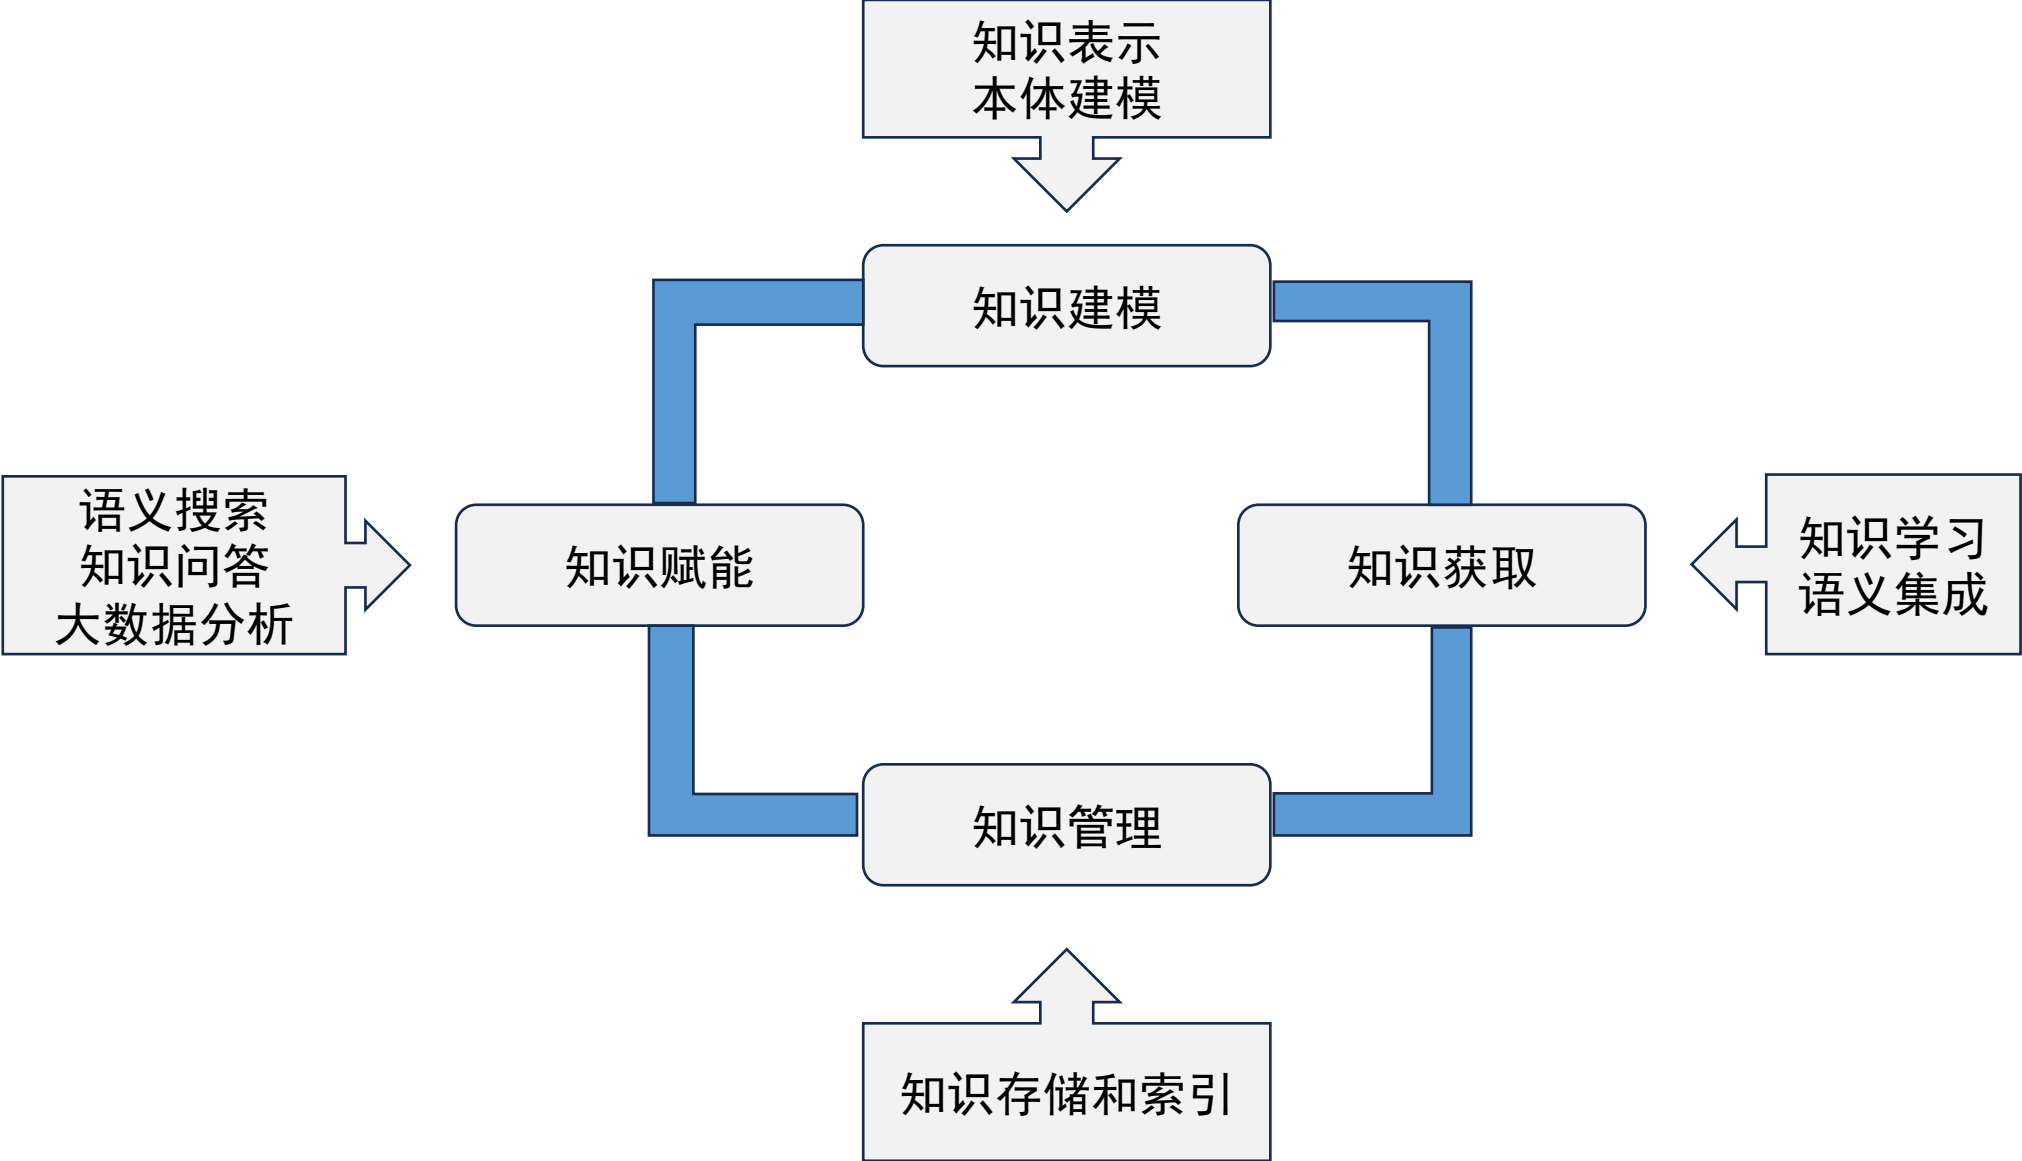 知识表示
本体建模
知识建模
语义搜索
知识问答
大数据分析
知识赋能
知识获取
知识学习
语义集成
知识管理
知识存储和索引